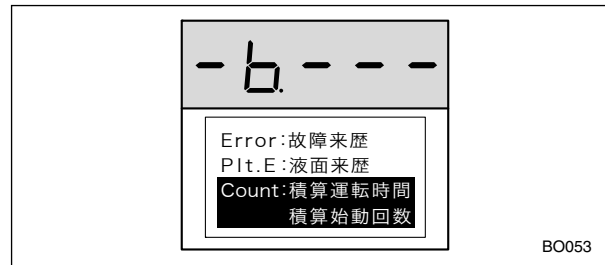 -b.---
Error:故障来歴
Plt.E:液面来歴
Count:積算運転時間
積算始動回数
BO053